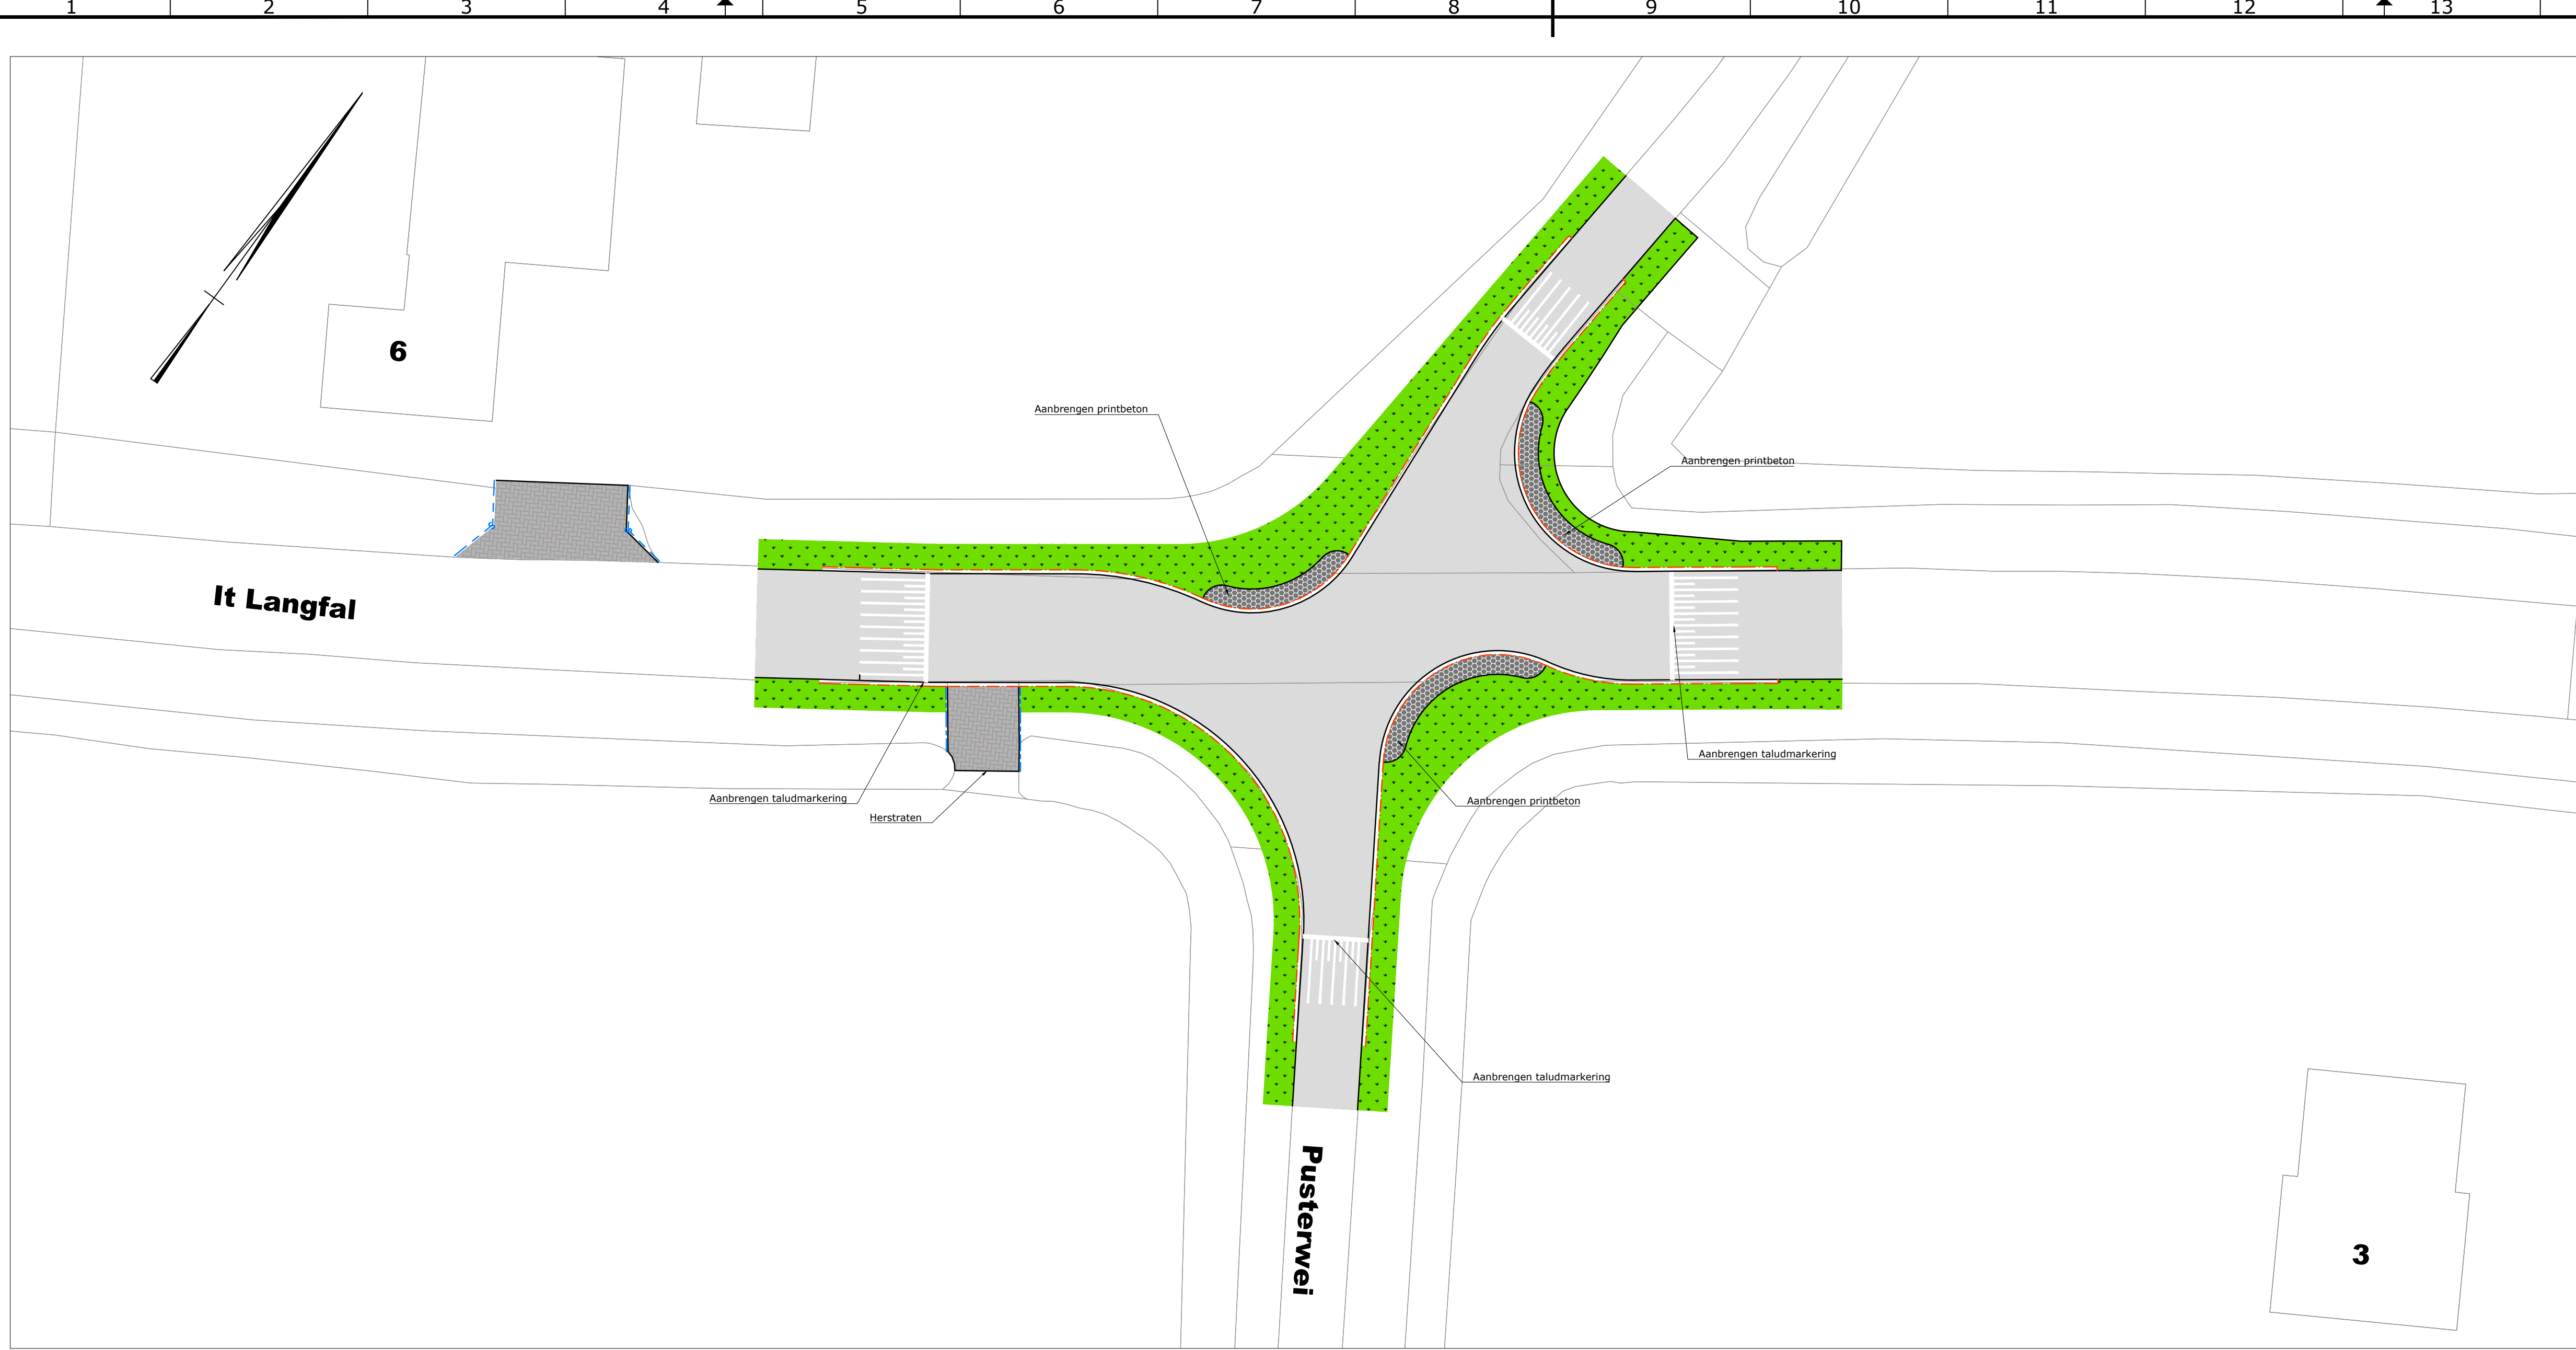 1 2 3 4 5 6 7 8 9 10 11 12 13
6
Aanbrengen printbeton
Aanbrengen printbeton
It Langfal
Aanbrengen taludmarkering
Aanbrengen taludmarkering
Aanbrengen printbeton
Herstraten
Aanbrengen taludmarkering
Pusterwei
3